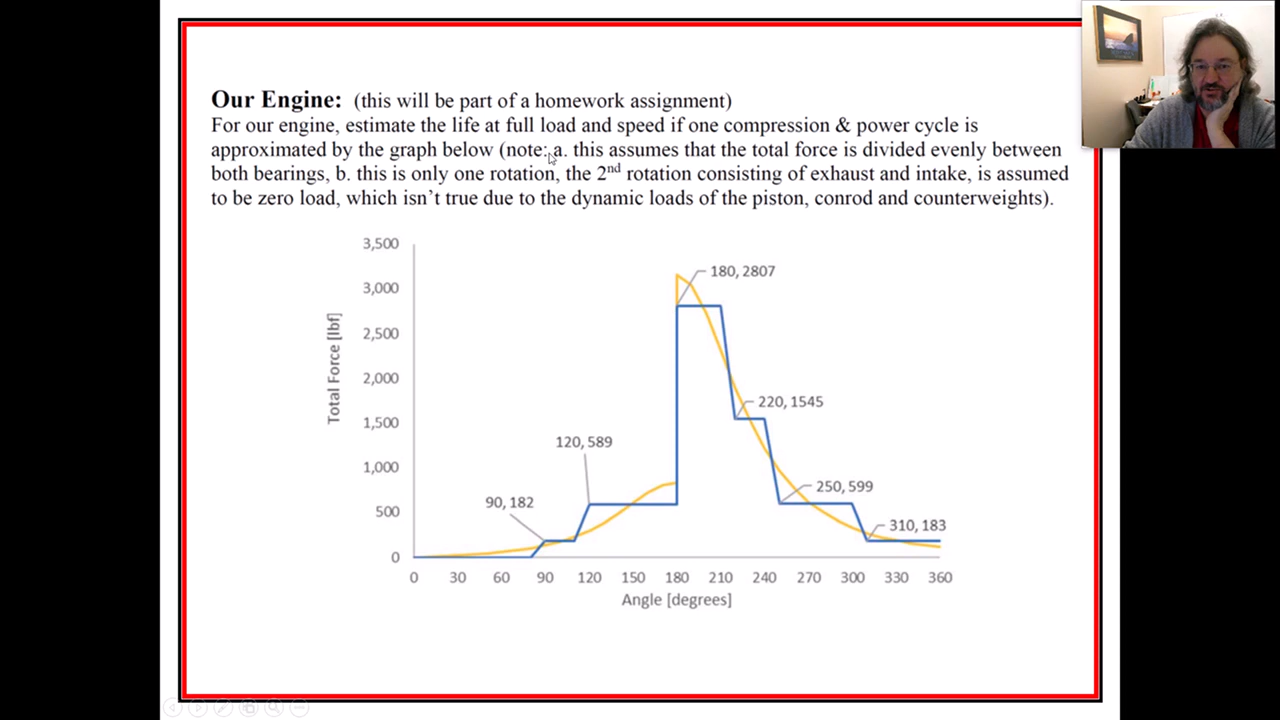 Our Engine: (this will be part of a homework assignment)
For our engine, estimate the life at full load and speed if one compression & power cycle is
approximated by the graph below (note: a. this assumes that the total force is divided evenly between
both bearings, b. this is only one rotation, the 2nd rotation consisting of exhaust and intake, is assumed
to be zero load, which isn't true due to the dynamic loads of the piston, conrod and counterweights).
3,500
3,000
2,500
2,000
1,500
1,000
500
0
Total Force [lbf]
180, 2807
220, 1545
120, 589
250, 599
90, 182
310, 183
0 30 60 90 120 150 180 210 240 270 300 330 360
Angle [degrees]